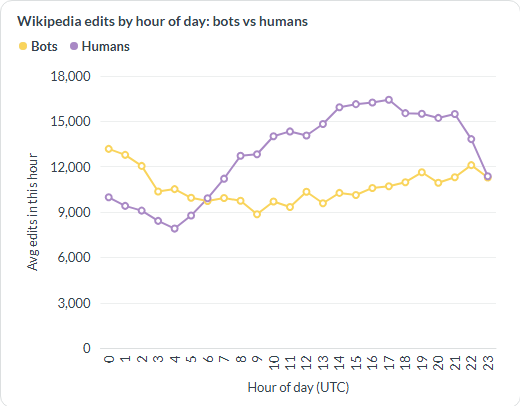 Wikipedia edits by hour of day: bots vs humans
Bots Humans
18,000
15,000
12,000
9,000
6,000
3,000
0
Avg edits in this hour
0 1 2 3 4 5 6 7 8 9 10 11 12 13 14 15 16 17 18 19 20 21 22 23
Hour of day (UTC)